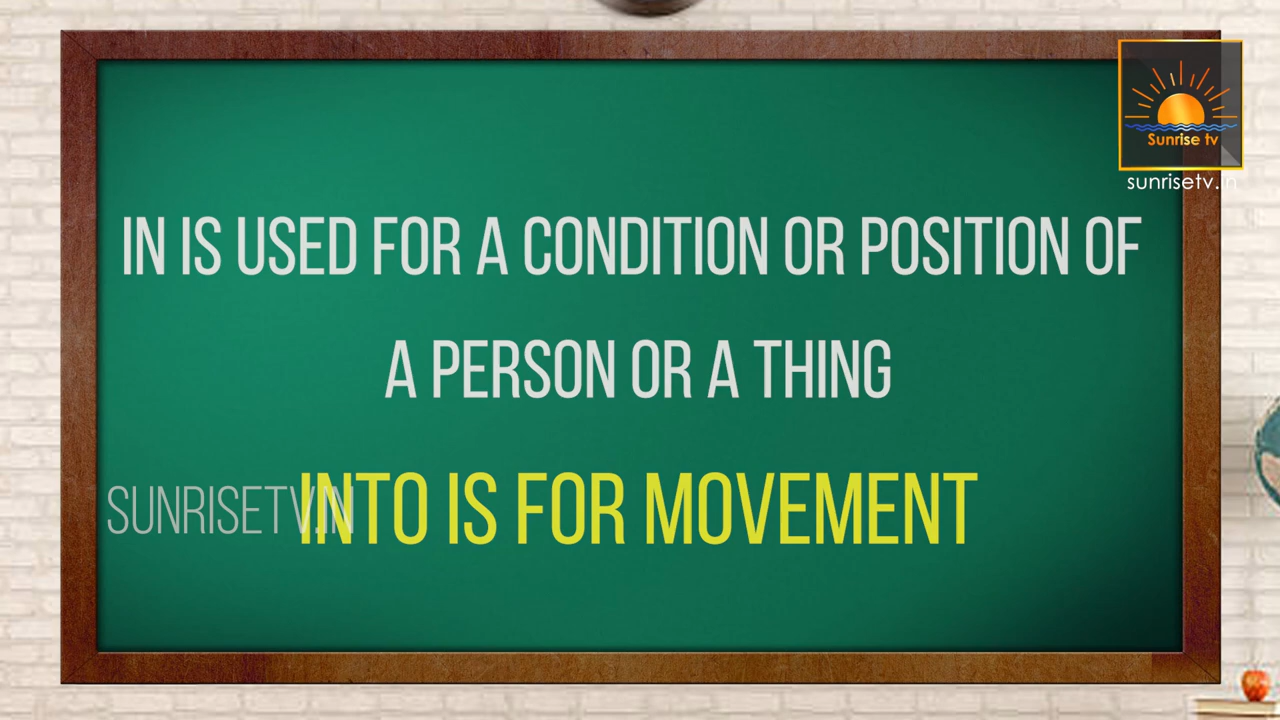 Sunrise tv
sunrisetv.in
IN IS USED FOR A CONDITION OR POSITION OF
A PERSON OR A THING
SUNRISETV.IN
INTO IS FOR MOVEMENT